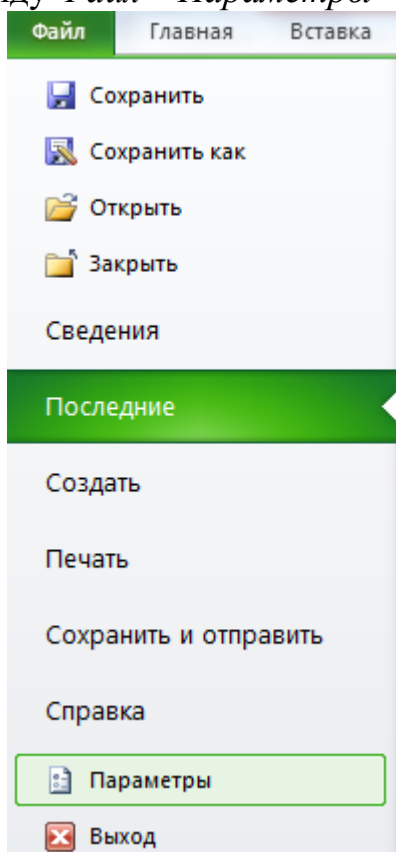 Файл Главная Вставка
Сохранить
Сохранить как
Открыть
Закрыть
Сведения
Последние
Создать
Печать
Сохранить и отправить
Справка
Параметры
Выход